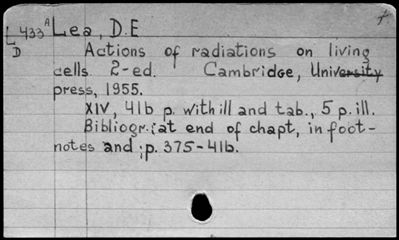 L 433 A Lea, D.E
D Actions of radiations on living
cells 2-ed. Cambridge, University
press, 1955.
XIV, 416 p. with ill and tab., 5 p. ill.
Bibliogr.: at end of chapt, in foot-
notes and ; p. 375-416.